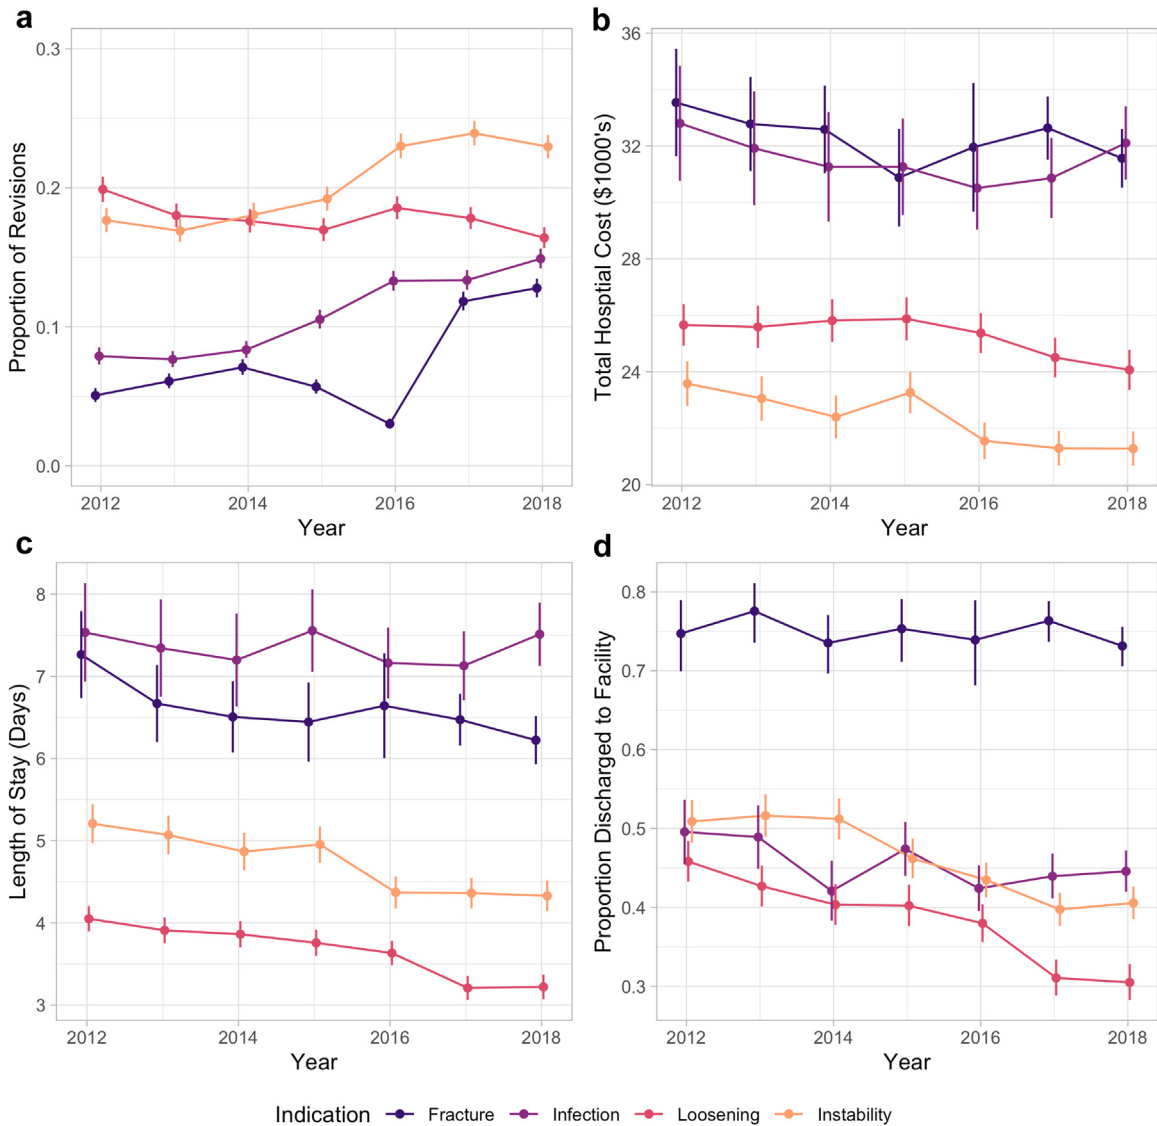 a
0.3
0.2
0.1
0.0
Proportion of Revisions
2012 2014 2016 2018
Year
b
36
32
28
24
20
Total Hosptial Cost ($1000's)
2012 2014 2016 2018
Year
c
8
7
6
5
4
3
Length of Stay (Days)
2012 2014 2016 2018
Year
d
0.8
0.7
0.6
0.5
0.4
0.3
Proportion Discharged to Facility
2012 2014 2016 2018
Year
Indication Fracture Infection Loosening Instability